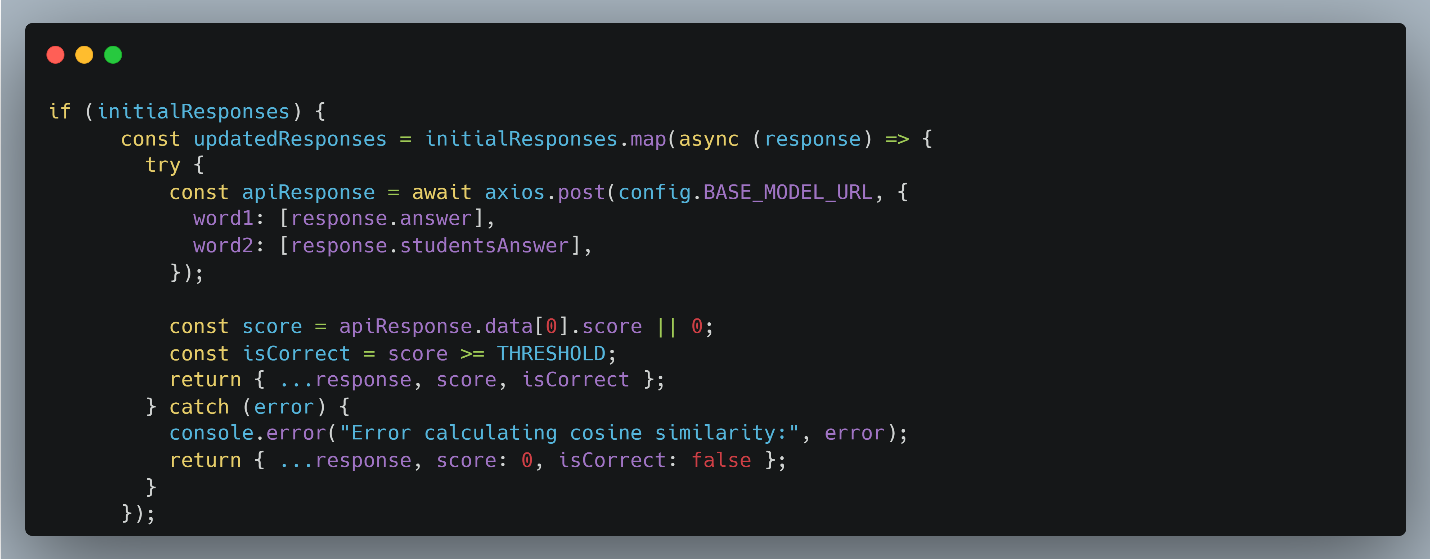 if (initialResponses) {
      const updatedResponses = initialResponses.map(async (response) => {
        try {
          const apiResponse = await axios.post(config.BASE_MODEL_URL, {
            word1: [response.answer],
            word2: [response.studentsAnswer],
          });

          const score = apiResponse.data[0].score || 0;
          const isCorrect = score >= THRESHOLD;
          return { ...response, score, isCorrect };
        } catch (error) {
          console.error("Error calculating cosine similarity:", error);
          return { ...response, score: 0, isCorrect: false };
        }
      });